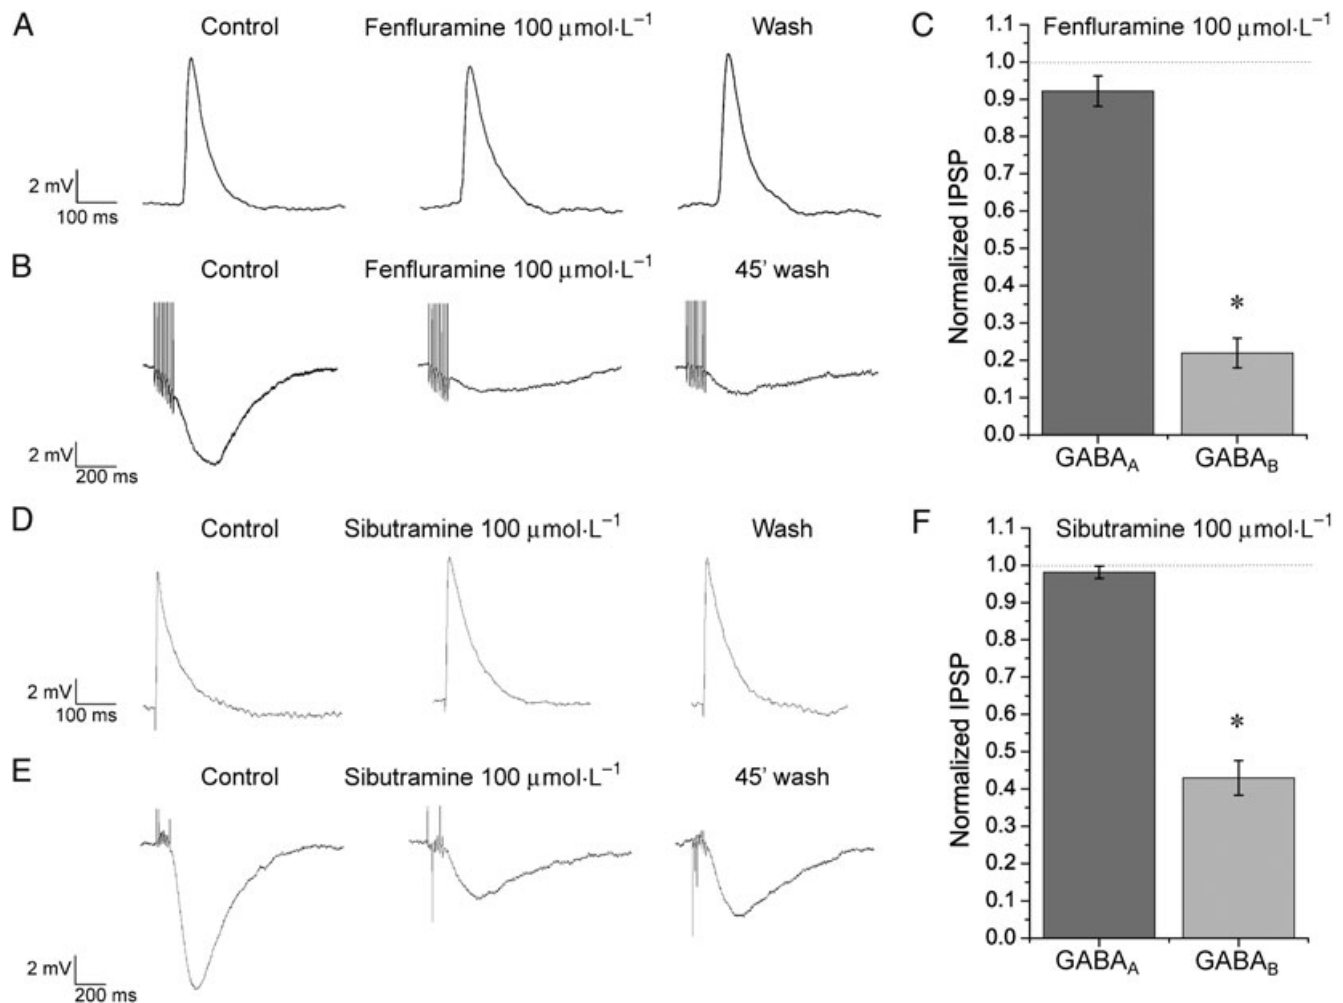 A
Control
Fenfluramine 100 μmol·L⁻¹
Wash
2 mV
100 ms
B
Control
Fenfluramine 100 μmol·L⁻¹
45' wash
2 mV
200 ms
C
Fenfluramine 100 μmol·L⁻¹
Normalized IPSP
1.1
1.0
0.9
0.8
0.7
0.6
0.5
0.4
0.3
0.2
0.1
0.0
*
GABA_A
GABA_B
D
Control
Sibutramine 100 μmol·L⁻¹
Wash
2 mV
100 ms
E
Control
Sibutramine 100 μmol·L⁻¹
45' wash
2 mV
200 ms
F
Sibutramine 100 μmol·L⁻¹
Normalized IPSP
1.1
1.0
0.9
0.8
0.7
0.6
0.5
0.4
0.3
0.2
0.1
0.0
*
GABA_A
GABA_B